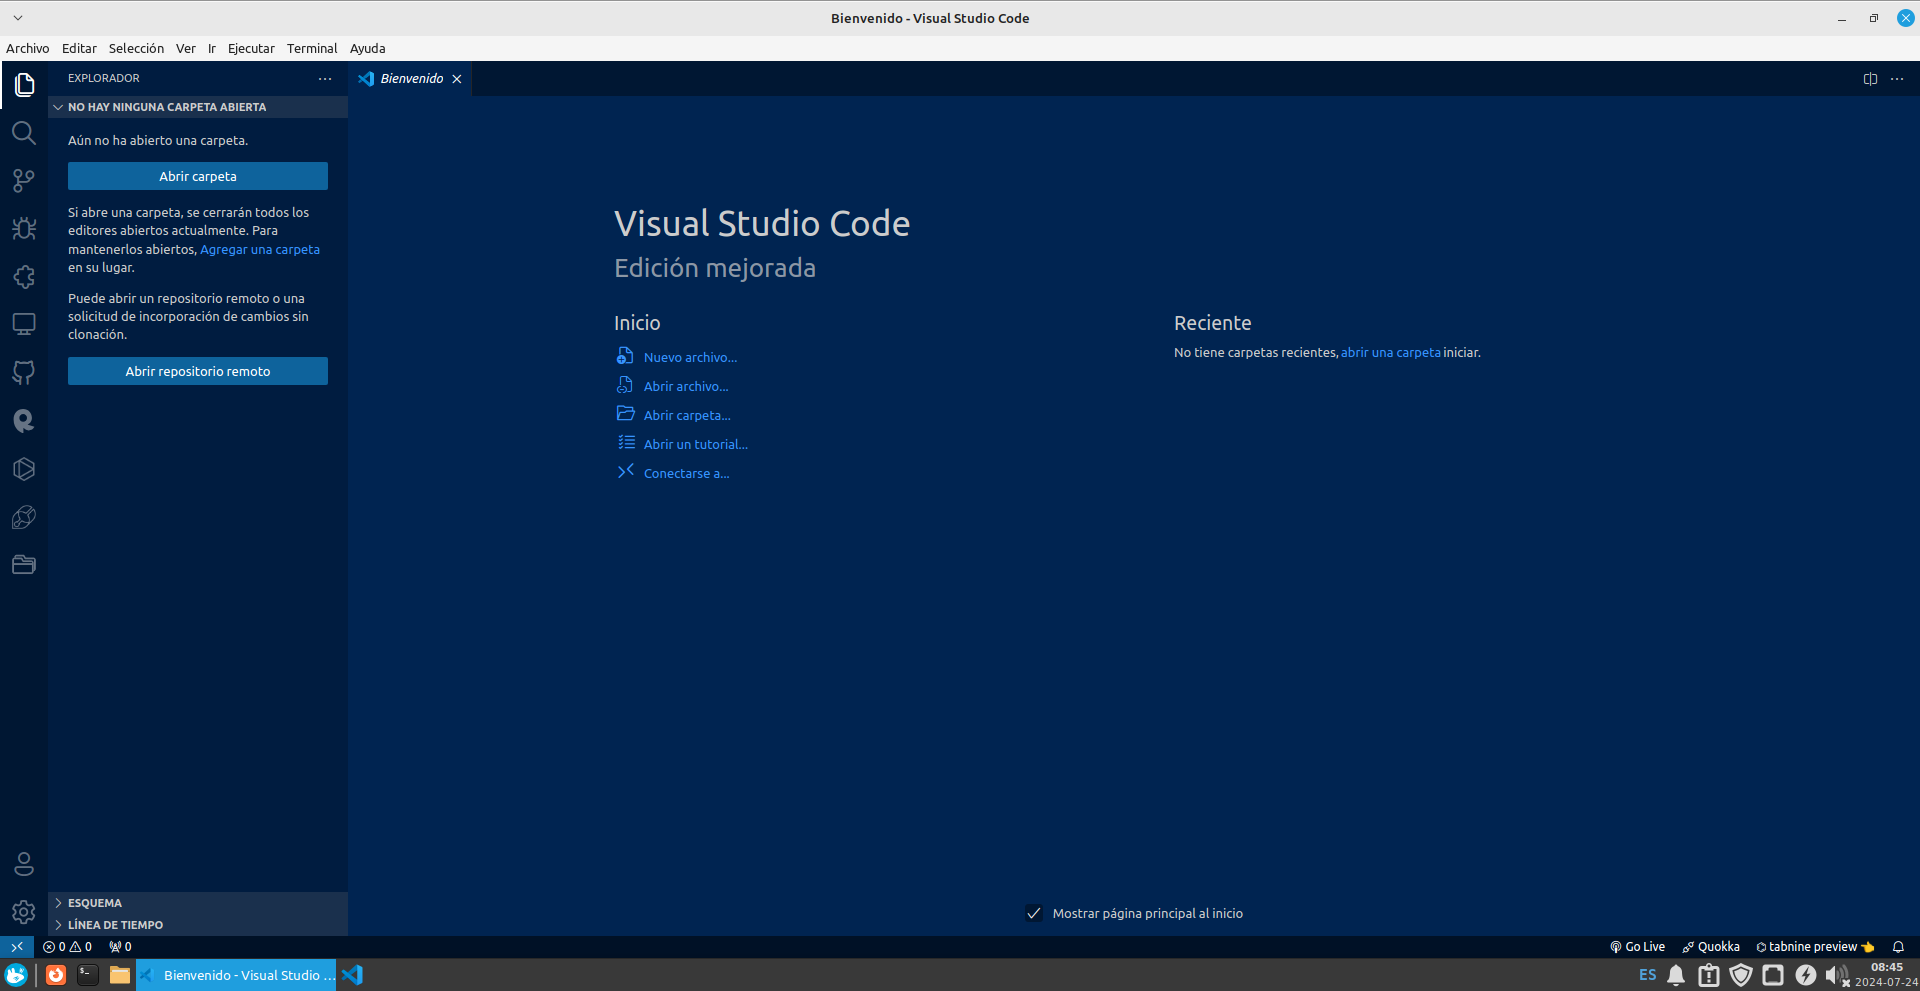 Bienvenido - Visual Studio Code
Archivo Editar Selección Ver Ir Ejecutar Terminal Ayuda
EXPLORADOR
Bienvenido
NO HAY NINGUNA CARPETA ABIERTA
Aún no ha abierto una carpeta.
Abrir carpeta
Si abre una carpeta, se cerrarán todos los
editores abiertos actualmente. Para
mantenerlos abiertos, Agregar una carpeta
en su lugar.
Puede abrir un repositorio remoto o una
solicitud de incorporación de cambios sin
clonación.
Abrir repositorio remoto
Visual Studio Code
Edición mejorada
Inicio
Nuevo archivo...
Abrir archivo...
Abrir carpeta...
Abrir un tutorial...
Conectarse a...
Reciente
No tiene carpetas recientes, abrir una carpeta iniciar.
Mostrar página principal al inicio
ESQUEMA
LÍNEA DE TIEMPO
0 0 0
Go Live Quokka tabnine preview
Bienvenido - Visual Studio ...
ES
08:45
2024-07-24